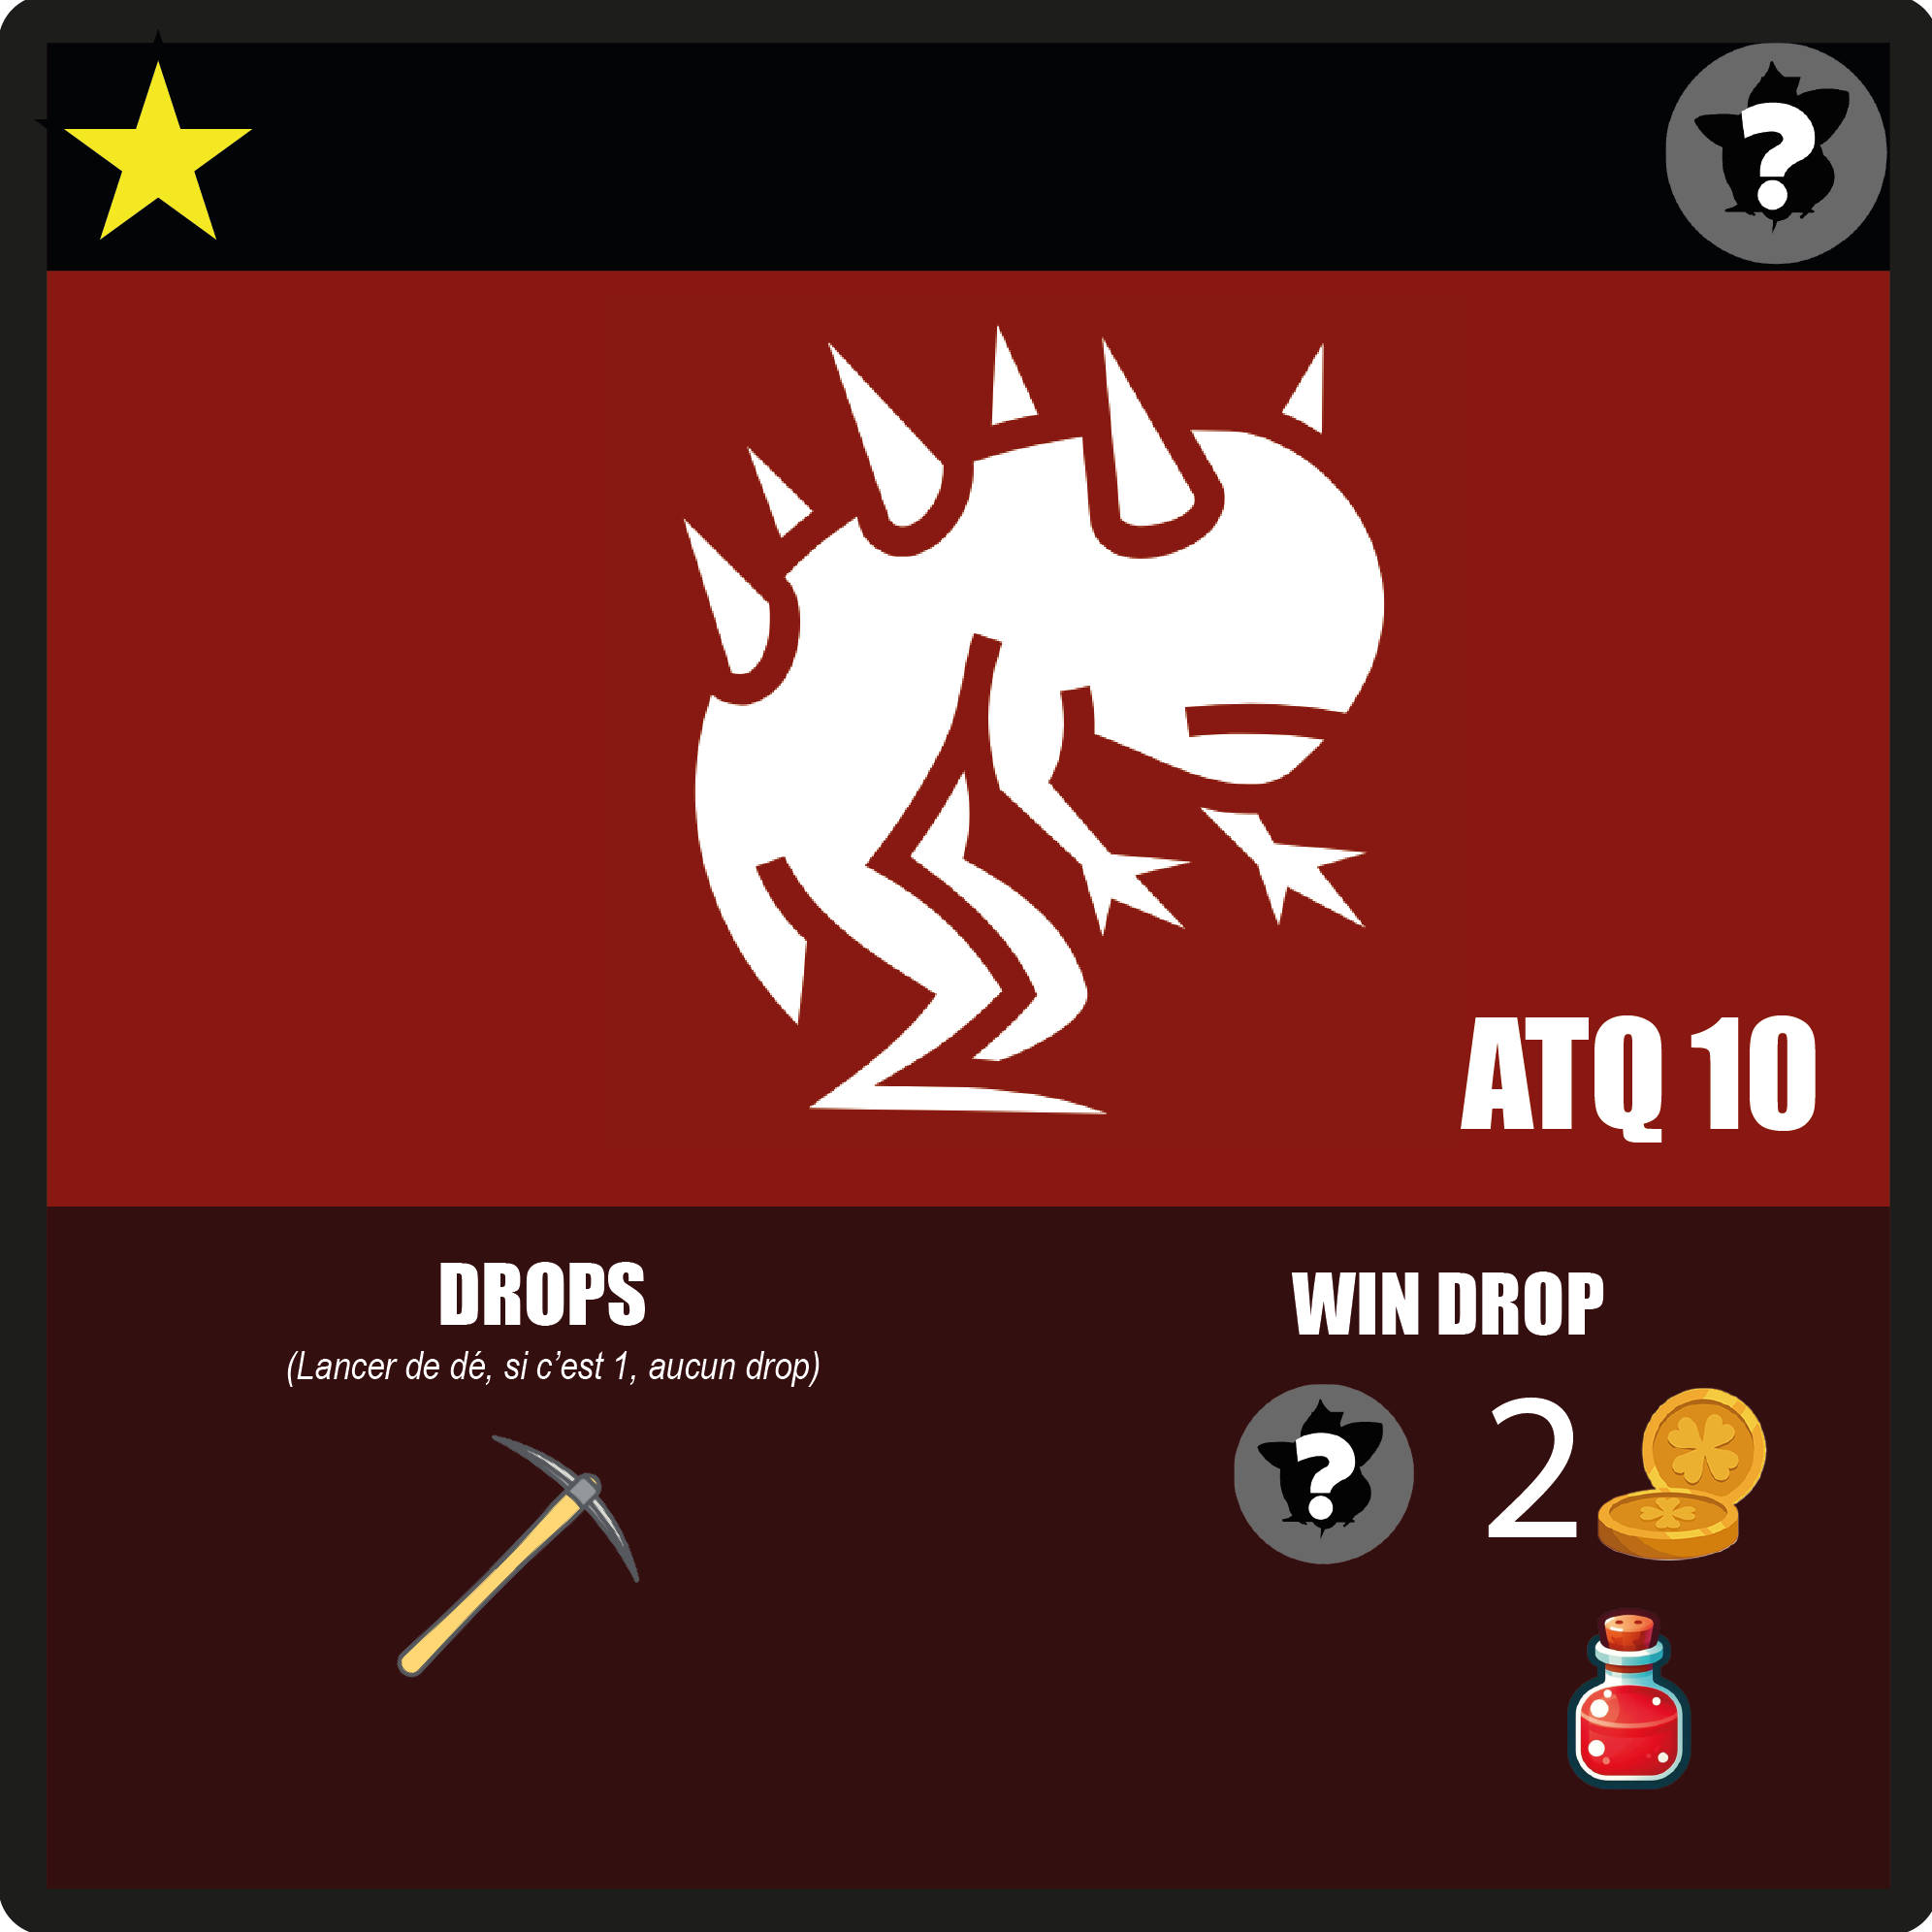 ?
ATQ 10
DROPS
(Lancer de dé, si c’est 1, aucun drop)
WIN DROP
?
2